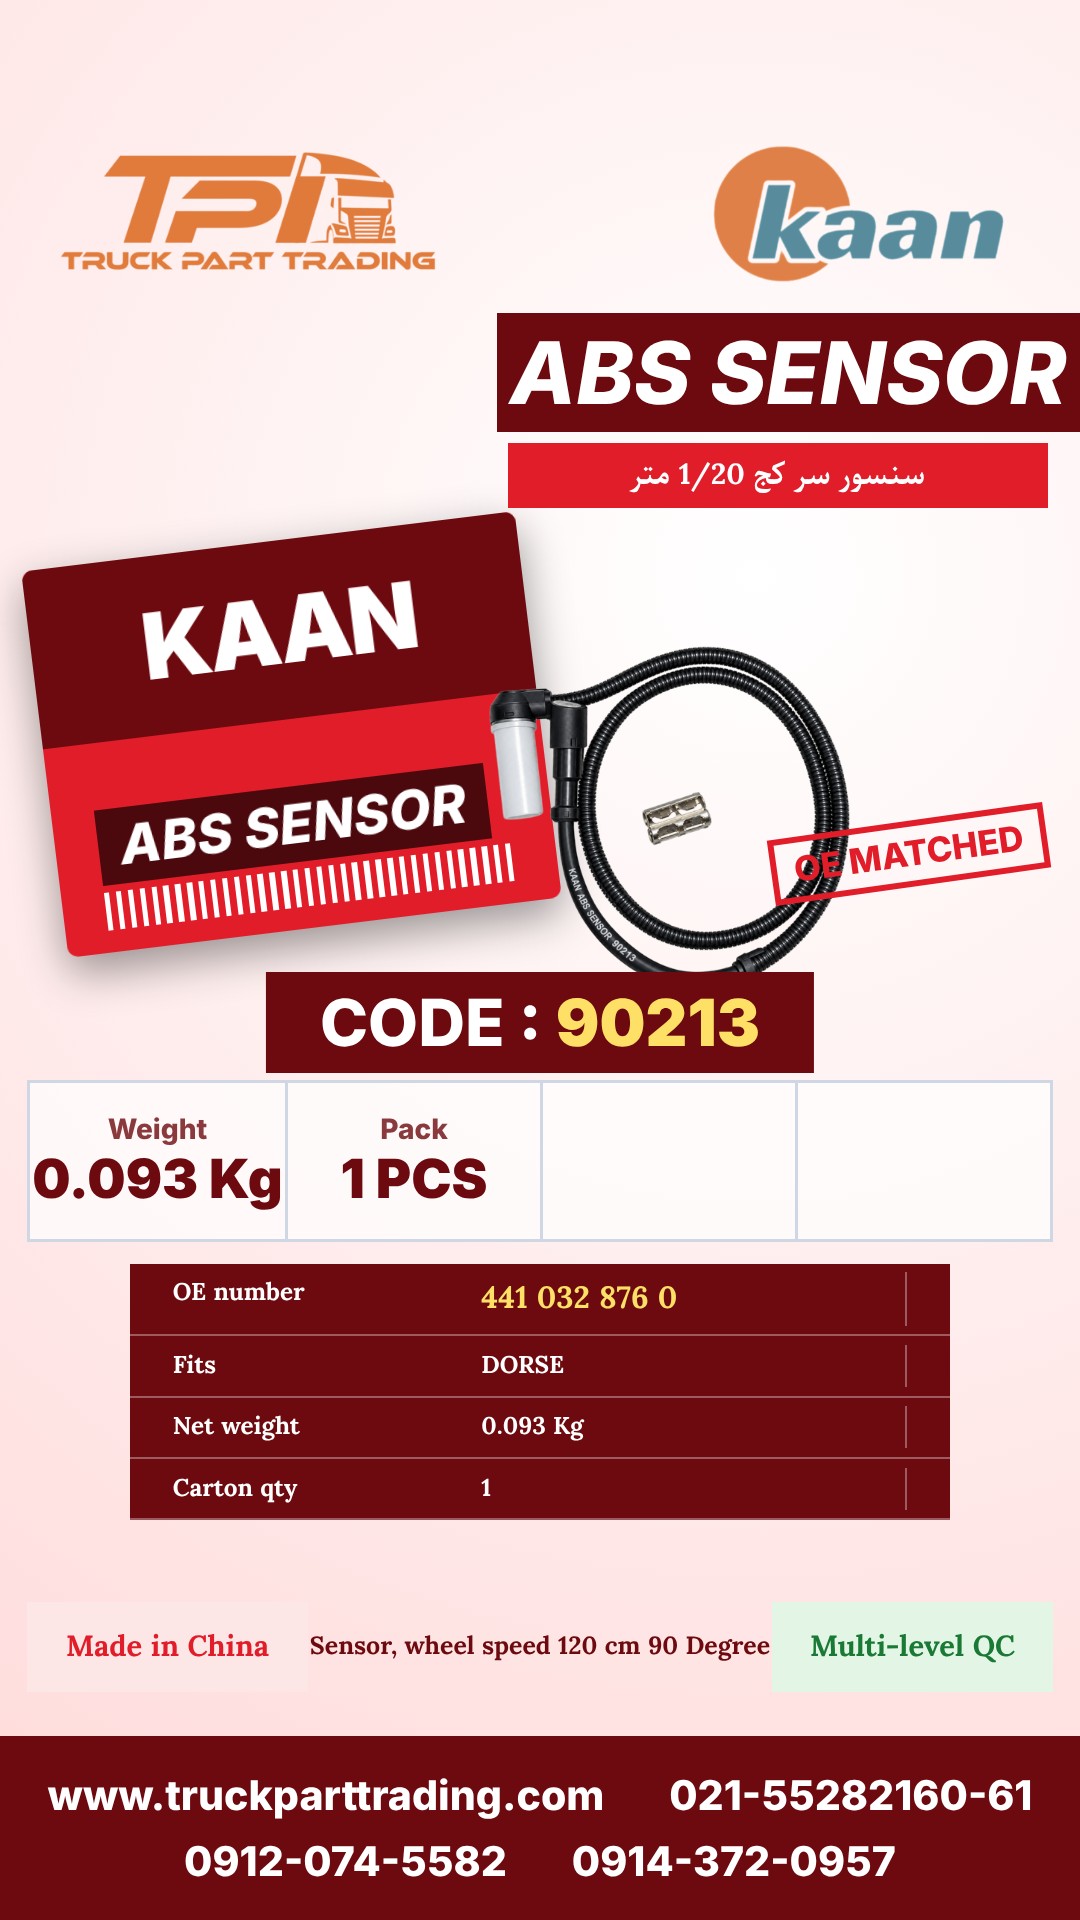 TPI
TRUCK PART TRADING
kaan
ABS SENSOR
سنسور سر کج 1/20 متر
KAAN
ABS SENSOR
KAAN ABS SENSOR 90213
OE MATCHED
CODE : 90213
Weight
0.093 Kg
Pack
1 PCS
OE number 441 032 876 0
Fits DORSE
Net weight 0.093 Kg
Carton qty 1
Made in China
Sensor, wheel speed 120 cm 90 Degree
Multi-level QC
www.truckparttrading.com 021-55282160-61
0912-074-5582 0914-372-0957